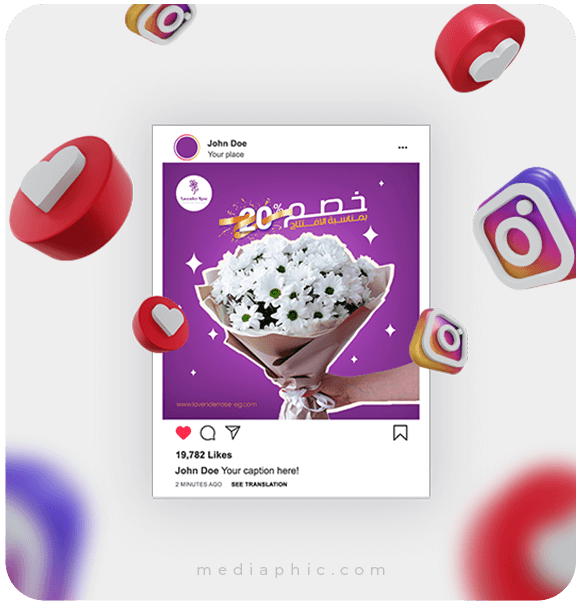 John Doe
Your place
Lavender Rose
خصم 20%
بمناسبة الافتتاح
www.lavenderrose-eg.com
19,782 Likes
John Doe Your caption here!
2 MINUTES AGO SEE TRANSLATION
mediaphic.com